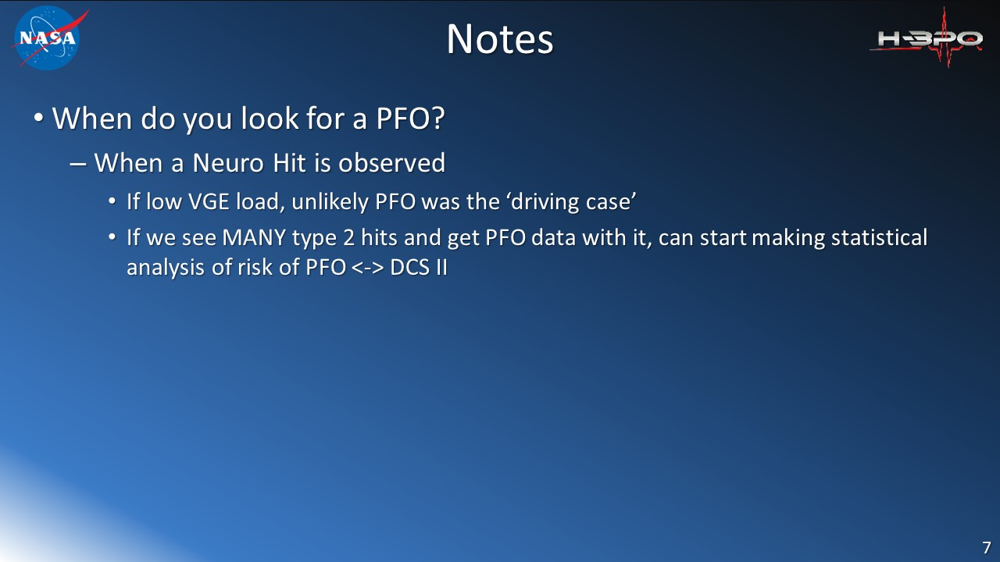 NASA
Notes
H-3PO
• When do you look for a PFO?
– When a Neuro Hit is observed
• If low VGE load, unlikely PFO was the ‘driving case’
• If we see MANY type 2 hits and get PFO data with it, can start making statistical
analysis of risk of PFO <-> DCS II
7